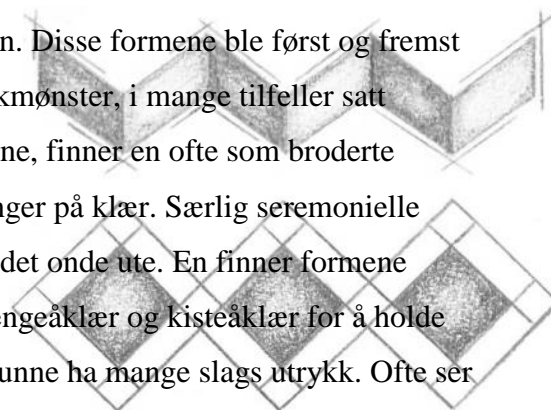 n. Disse formene ble først og fremst
kmønster, i mange tilfeller satt
ne, finner en ofte som broderte
nger på klær. Særlig seremonielle
det onde ute. En finner formene
engeåklær og kisteåklær for å holde
unne ha mange slags utrykk. Ofte ser